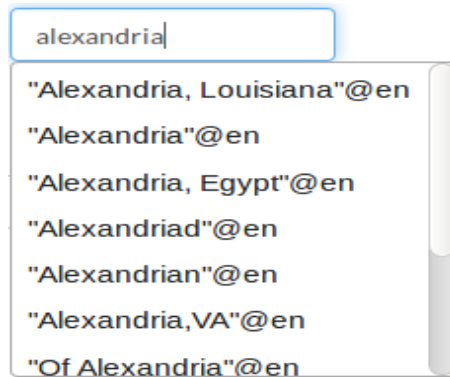 alexandria
"Alexandria, Louisiana"@en
"Alexandria"@en
"Alexandria, Egypt"@en
"Alexandriad"@en
"Alexandrian"@en
"Alexandria,VA"@en
"Of Alexandria"@en